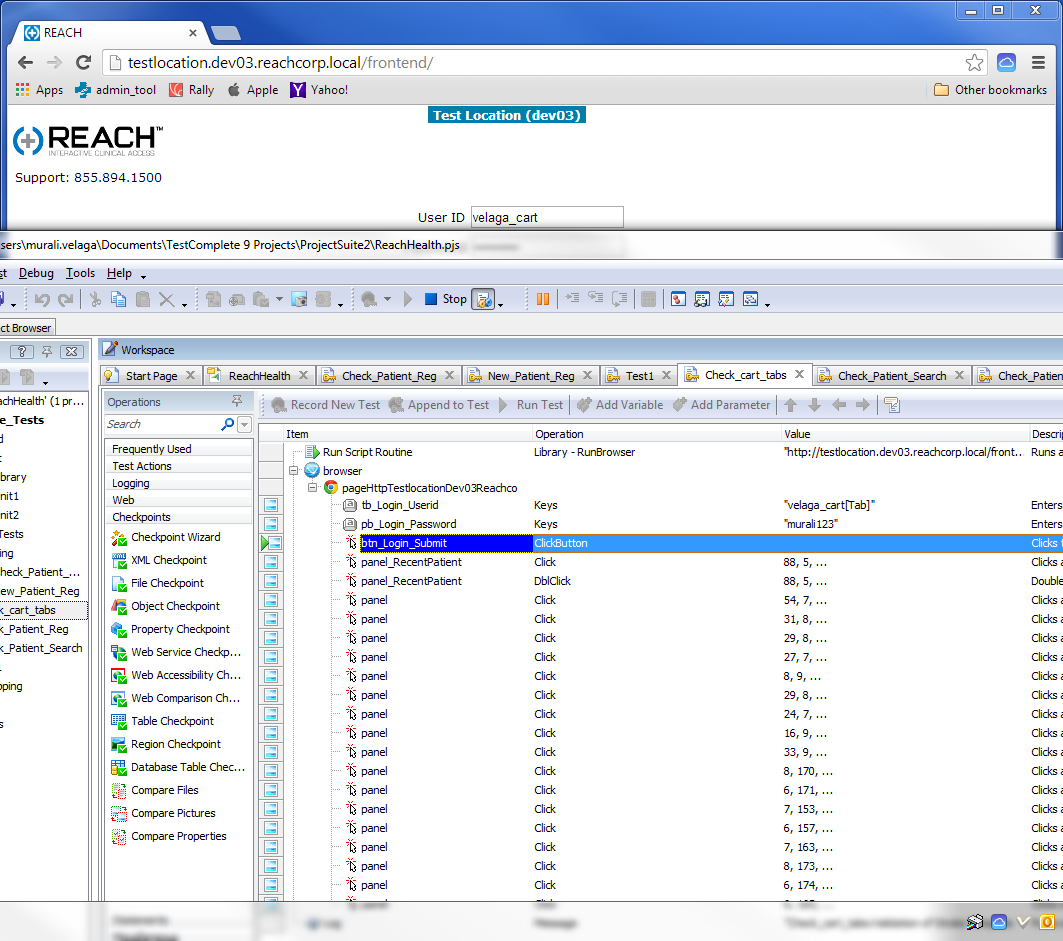 REACH
testlocation.dev03.reachcorp.local/frontend/
Apps admin_tool Rally Apple Yahoo! Other bookmarks
Test Location (dev03)
REACH™
INTERACTIVE CLINICAL ACCESS
Support: 855.894.1500
User ID velaga_cart
sers\murali.velaga\Documents\TestComplete 9 Projects\ProjectSuite2\ReachHealth.pjs
st Debug Tools Help
Stop
ct Browser
Workspace
Start Page ReachHealth Check_Patient_Reg New_Patient_Reg Test1 Check_cart_tabs Check_Patient_Search Check_Patien
Operations
Record New Test Append to Test Run Test Add Variable Add Parameter
Search
Frequently Used
Test Actions
Logging
Web
Checkpoints
Checkpoint Wizard
XML Checkpoint
File Checkpoint
Object Checkpoint
Property Checkpoint
Web Service Checkp...
Web Accessibility Ch...
Web Comparison Ch...
Table Checkpoint
Region Checkpoint
Database Table Chec...
Compare Files
Compare Pictures
Compare Properties
achHealth' (1 pr...
e_Tests
d
t
brary
nit1
nit2
Tests
ing
heck_Patient_...
ew_Patient_Reg
k_cart_tabs
k_Patient_Reg
k_Patient_Search
pping
s
Item Operation Value Descri
Run Script Routine Library - RunBrowser "http://testlocation.dev03.reachcorp.local/front... Runs a
browser
pageHttpTestlocationDev03Reachco
tb_Login_Userid Keys "velaga_cart[Tab]" Enters
pb_Login_Password Keys "murali123" Enters
btn_Login_Submit ClickButton Clicks t
panel_RecentPatient Click 88, 5, ... Clicks a
panel_RecentPatient DblClick 88, 5, ... Double
panel Click 54, 7, ... Clicks a
panel Click 31, 8, ... Clicks a
panel Click 29, 8, ... Clicks a
panel Click 27, 7, ... Clicks a
panel Click 8, 9, ... Clicks a
panel Click 29, 8, ... Clicks a
panel Click 24, 7, ... Clicks a
panel Click 16, 9, ... Clicks a
panel Click 33, 9, ... Clicks a
panel Click 8, 170, ... Clicks a
panel Click 6, 171, ... Clicks a
panel Click 7, 153, ... Clicks a
panel Click 6, 157, ... Clicks a
panel Click 7, 163, ... Clicks a
panel Click 8, 173, ... Clicks a
panel Click 6, 174, ... Clicks a